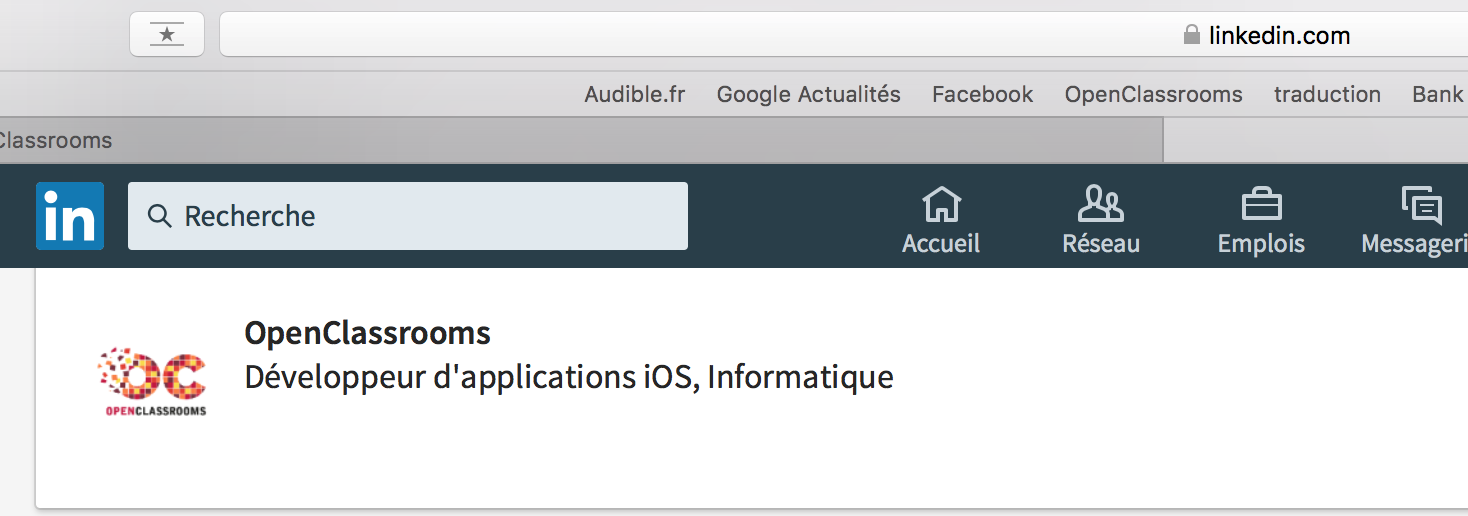 linkedin.com
Audible.fr Google Actualités Facebook OpenClassrooms traduction Bank
Classrooms
in Recherche Accueil Réseau Emplois Messageri
OpenClassrooms
Développeur d'applications iOS, Informatique
OC
OPENCLASSROOMS